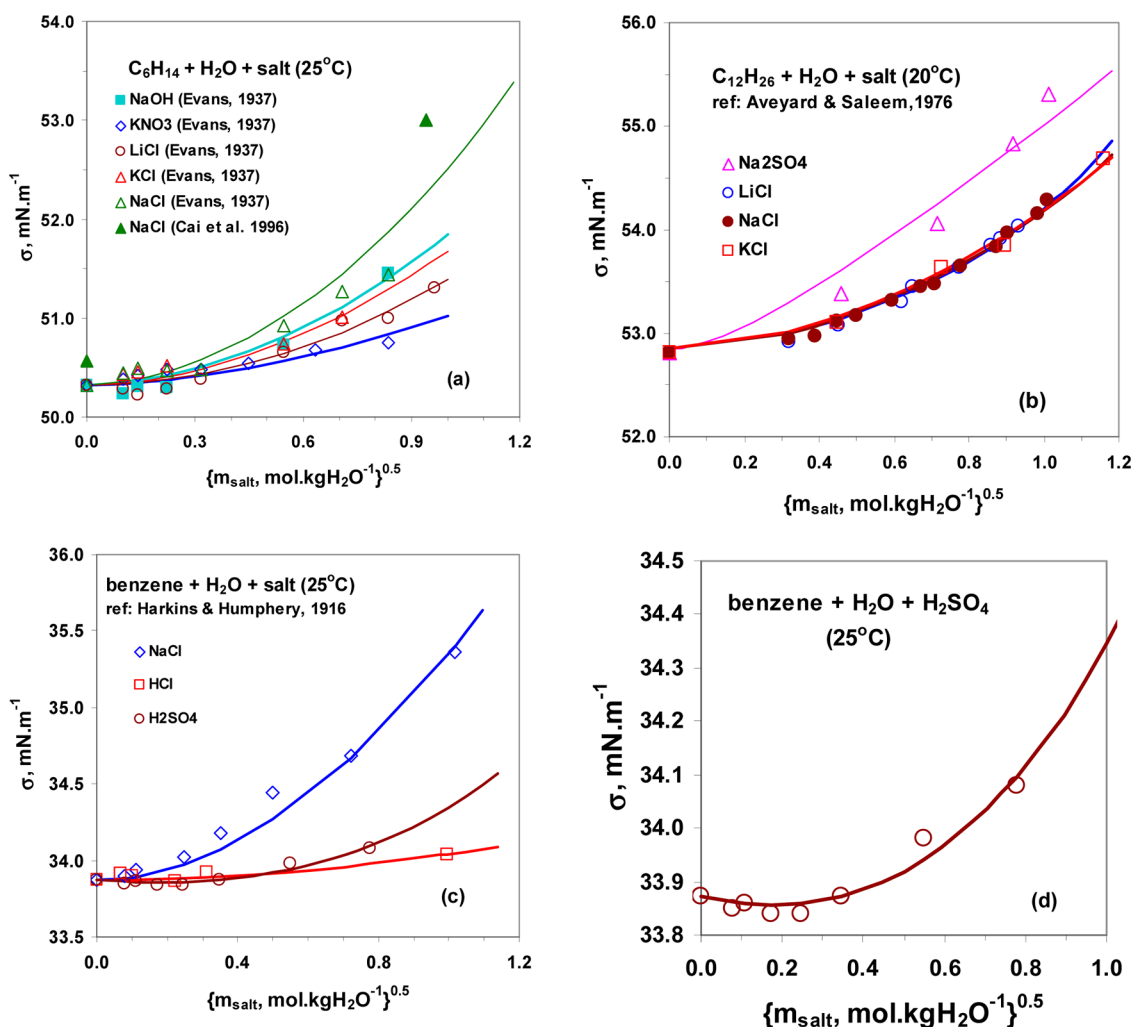 54.0
53.0
52.0
51.0
50.0
σ, mN.m⁻¹
C₆H₁₄ + H₂O + salt (25°C)
NaOH (Evans, 1937)
KNO3 (Evans, 1937)
LiCl (Evans, 1937)
KCl (Evans, 1937)
NaCl (Evans, 1937)
NaCl (Cai et al. 1996)
(a)
0.0 0.3 0.6 0.9 1.2
{mₛₐₗₜ, mol.kgH₂O⁻¹}⁰·⁵
56.0
55.0
54.0
53.0
52.0
σ, mN.m⁻¹
C₁₂H₂₆ + H₂O + salt (20°C)
ref: Aveyard & Saleem,1976
Na2SO4
LiCl
NaCl
KCl
(b)
0.0 0.2 0.4 0.6 0.8 1.0 1.2
{mₛₐₗₜ, mol.kgH₂O⁻¹}⁰·⁵
36.0
35.5
35.0
34.5
34.0
33.5
σ, mN.m⁻¹
benzene + H₂O + salt (25°C)
ref: Harkins & Humphery, 1916
NaCl
HCl
H2SO4
(c)
0.0 0.4 0.8 1.2
{mₛₐₗₜ, mol.kgH₂O⁻¹}⁰·⁵
34.5
34.4
34.3
34.2
34.1
34.0
33.9
33.8
σ, mN.m⁻¹
benzene + H₂O + H₂SO₄
(25°C)
(d)
0.0 0.2 0.4 0.6 0.8 1.0
{mₛₐₗₜ, mol.kgH₂O⁻¹}⁰·⁵